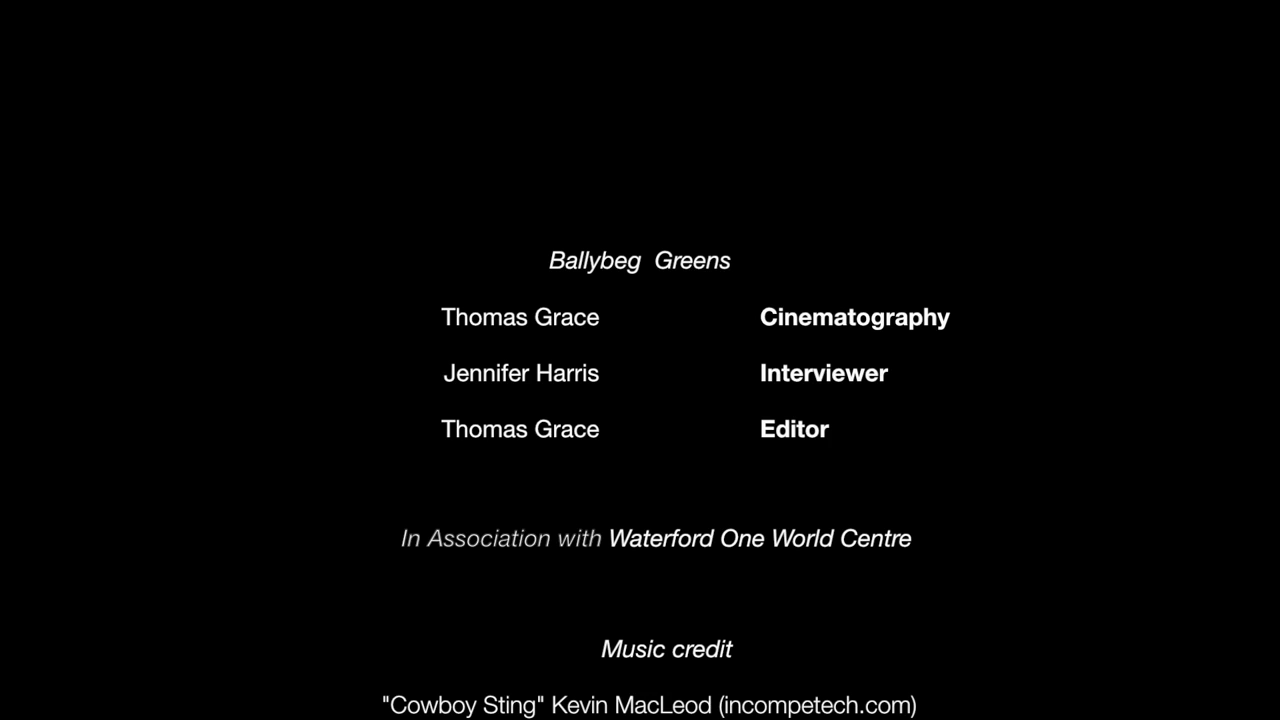 Ballybeg  Greens
Thomas Grace Cinematography
Jennifer Harris Interviewer
Thomas Grace Editor
In Association with Waterford One World Centre
Music credit
"Cowboy Sting" Kevin MacLeod (incompetech.com)